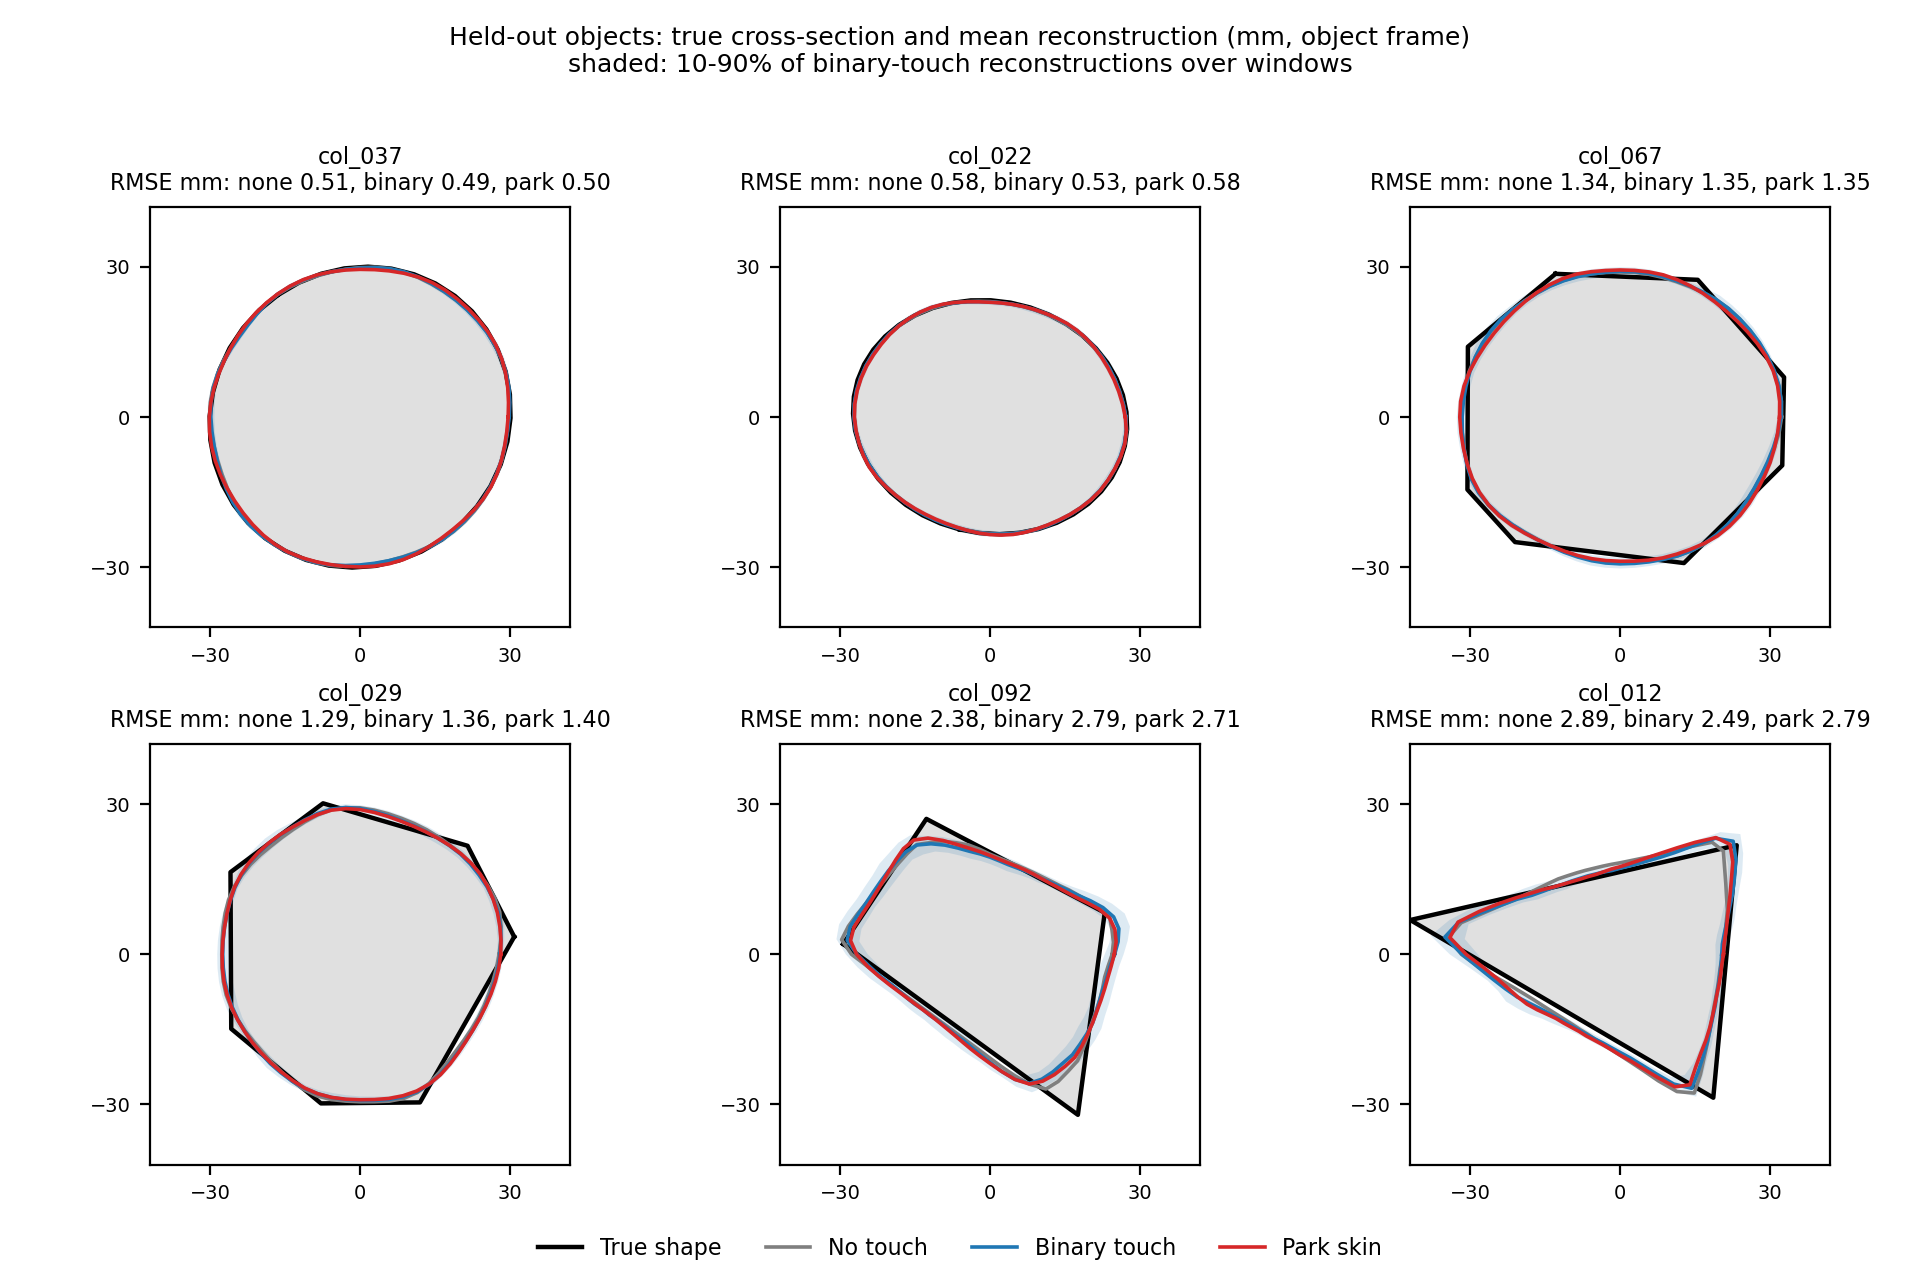 Held-out objects: true cross-section and mean reconstruction (mm, object frame)
shaded: 10-90% of binary-touch reconstructions over windows
col_037
RMSE mm: none 0.51, binary 0.49, park 0.50
30
0
−30
−30
0
30
col_022
RMSE mm: none 0.58, binary 0.53, park 0.58
30
0
−30
−30
0
30
col_067
RMSE mm: none 1.34, binary 1.35, park 1.35
30
0
−30
−30
0
30
col_029
RMSE mm: none 1.29, binary 1.36, park 1.40
30
0
−30
−30
0
30
col_092
RMSE mm: none 2.38, binary 2.79, park 2.71
30
0
−30
−30
0
30
col_012
RMSE mm: none 2.89, binary 2.49, park 2.79
30
0
−30
−30
0
30
True shape
No touch
Binary touch
Park skin